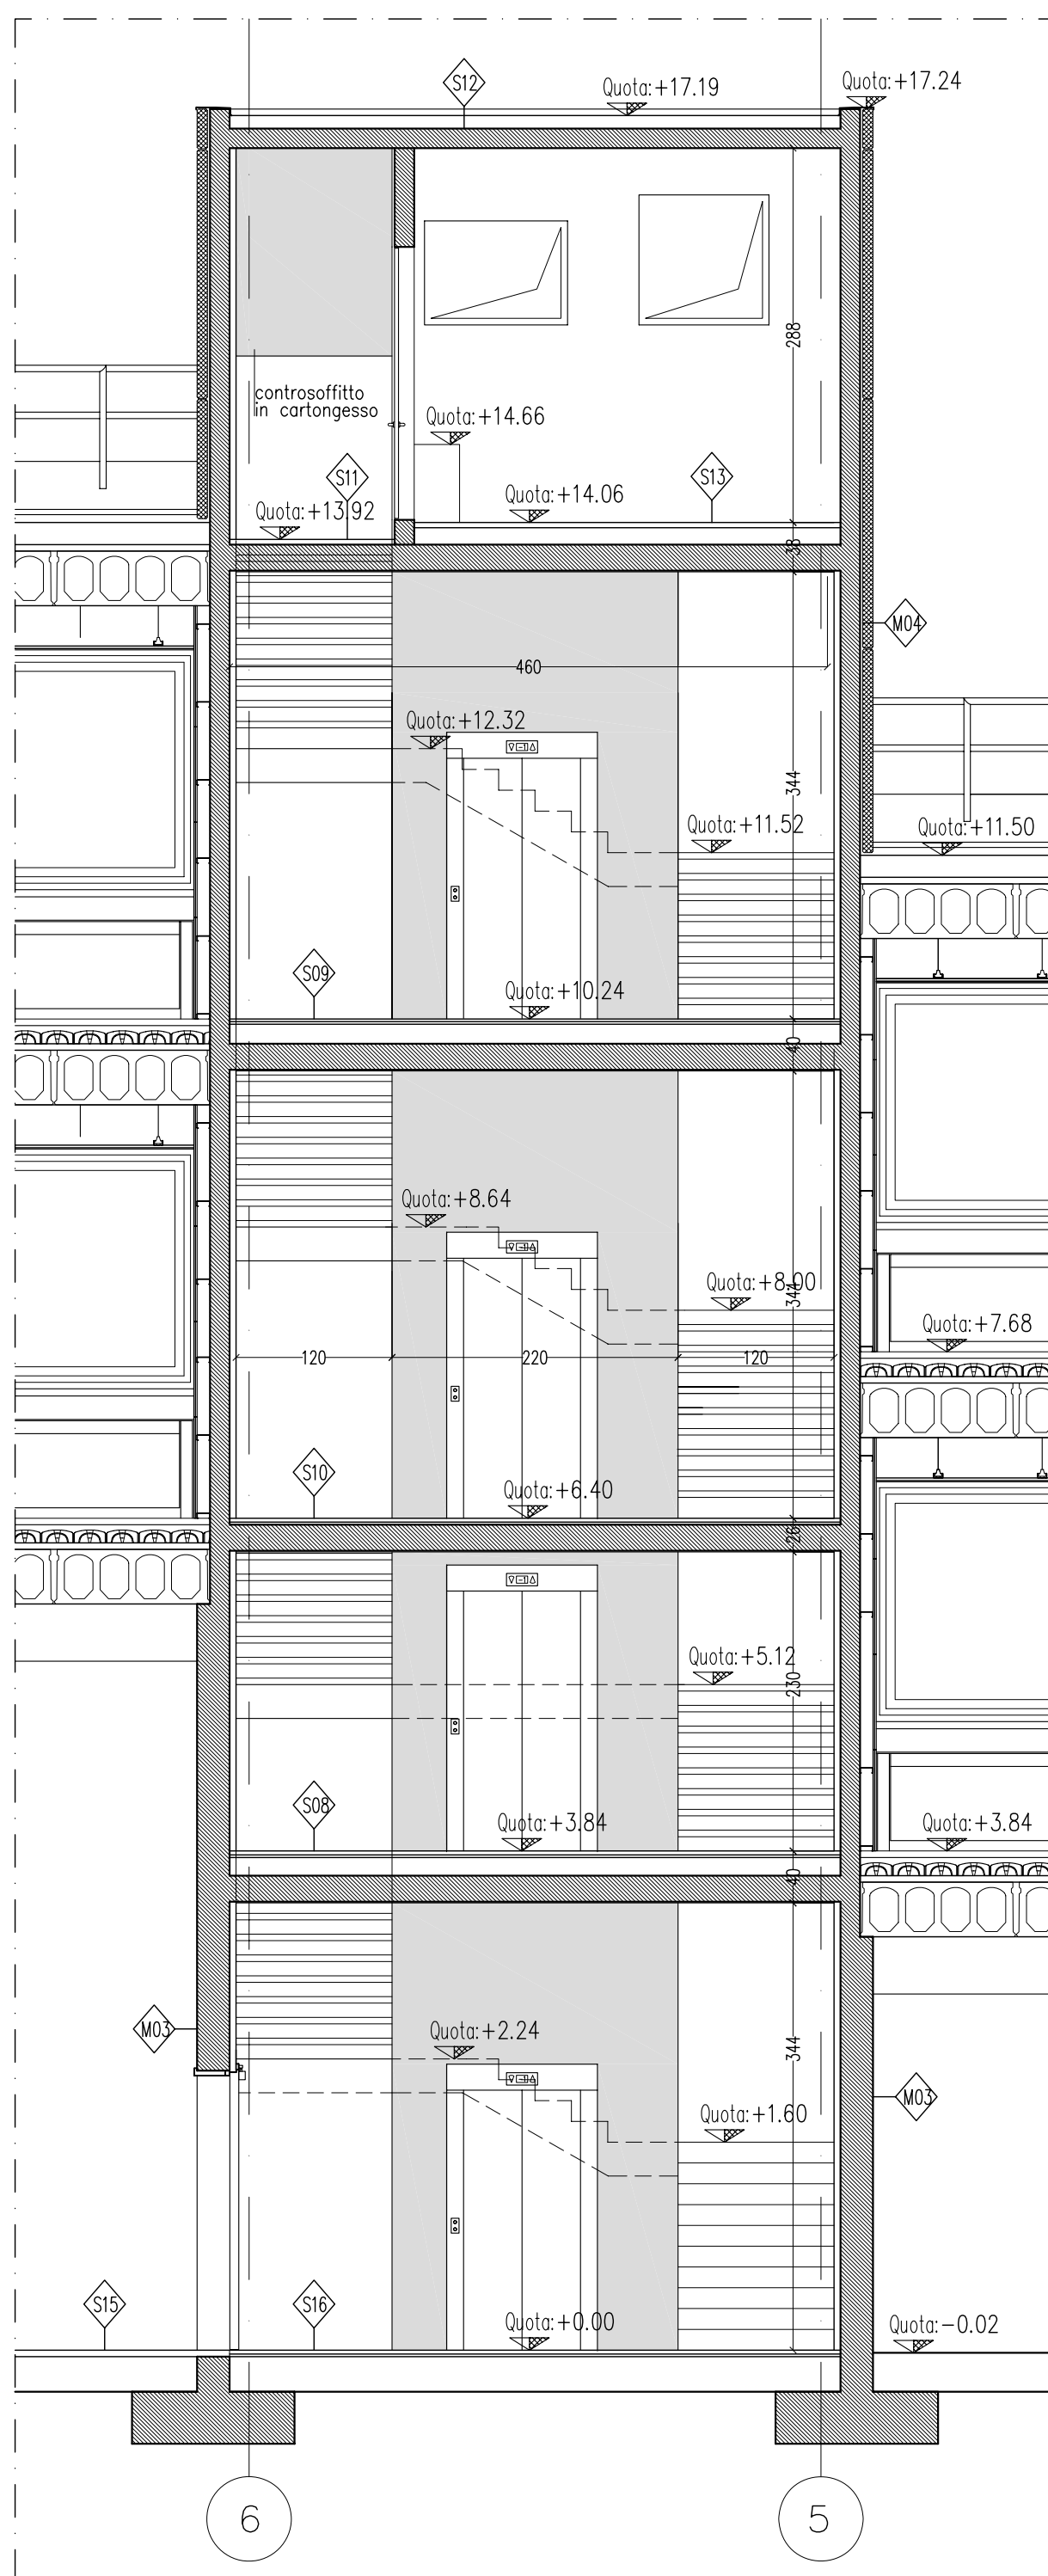 S12
Quota:+17.19
Quota:+17.24
288
controsoffitto
in cartongesso
Quota:+14.66
S11
S13
Quota:+13.92
Quota:+14.06
38
M04
460
Quota:+12.32
344
Quota:+11.52
Quota:+11.50
S09
Quota:+10.24
40
Quota:+8.64
Quota:+8.00
344
Quota:+7.68
120
220
120
S10
Quota:+6.40
26
Quota:+5.12
230
S08
Quota:+3.84
Quota:+3.84
40
M03
Quota:+2.24
344
M03
Quota:+1.60
S15
S16
Quota:+0.00
Quota:-0.02
6
5